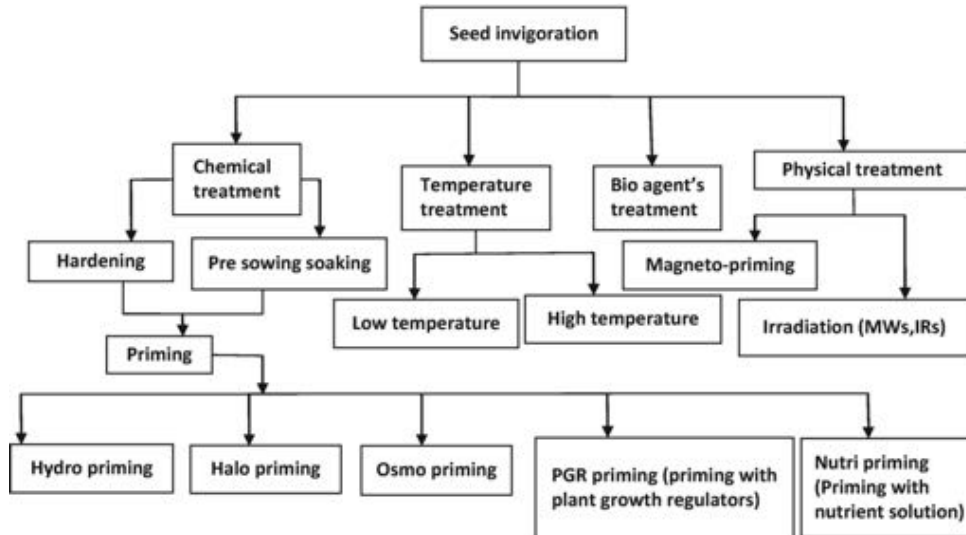 Seed invigoration
Chemical
treatment
Temperature
treatment
Bio agent's
treatment
Physical treatment
Hardening
Pre sowing soaking
Magneto-priming
Low temperature
High temperature
Irradiation (MWs,IRs)
Priming
Hydro priming
Halo priming
Osmo priming
PGR priming (priming with
plant growth regulators)
Nutri priming
(Priming with
nutrient solution)